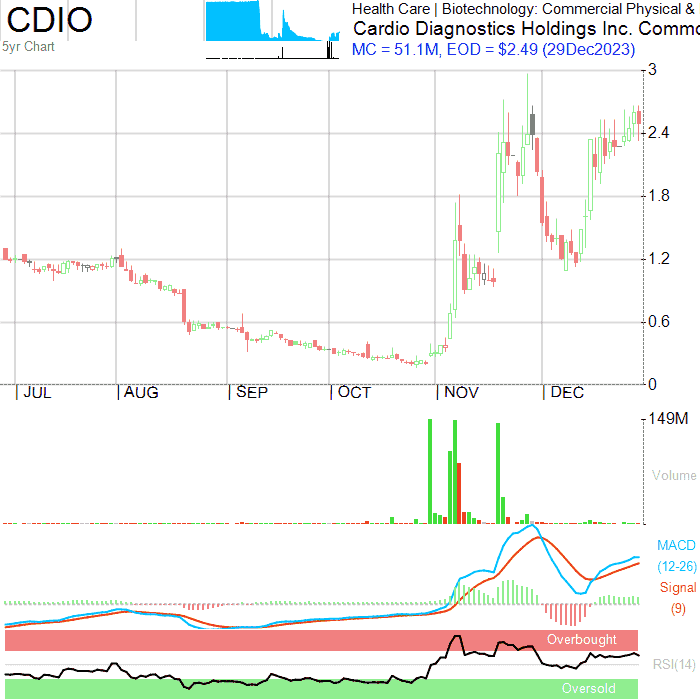 CDIO
5yr Chart
Health Care | Biotechnology: Commercial Physical &
Cardio Diagnostics Holdings Inc. Commo
MC = 51.1M, EOD = $2.49 (29Dec2023)
3
2.4
1.8
1.2
0.6
0
| JUL | AUG | SEP | OCT | NOV | DEC
149M
Volume
MACD
(12-26)
Signal
(9)
Overbought
RSI(14)
Oversold